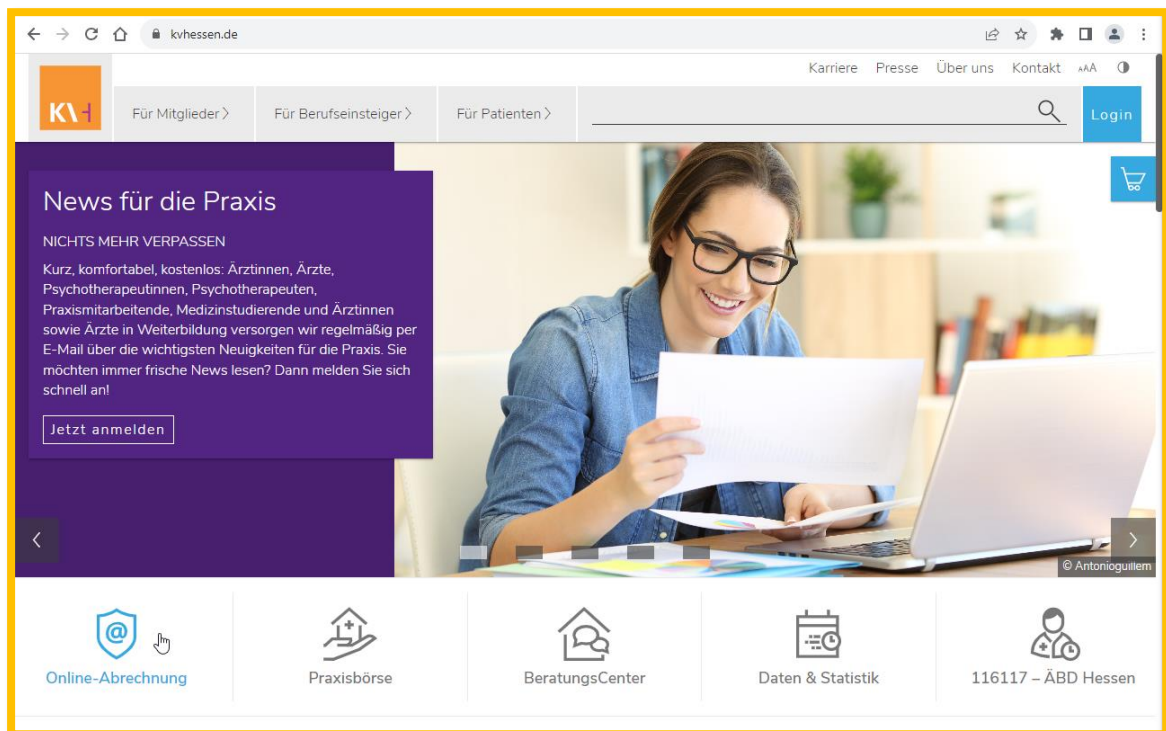 kvhessen.de
Karriere Presse Über uns Kontakt AAA
KVH Für Mitglieder Für Berufseinsteiger Für Patienten Login
News für die Praxis
NICHTS MEHR VERPASSEN
Kurz, komfortabel, kostenlos: Ärztinnen, Ärzte,
Psychotherapeutinnen, Psychotherapeuten,
Praxismitarbeitende, Medizinstudierende und Ärztinnen
sowie Ärzte in Weiterbildung versorgen wir regelmäßig per
E-Mail über die wichtigsten Neuigkeiten für die Praxis. Sie
möchten immer frische News lesen? Dann melden Sie sich
schnell an!
Jetzt anmelden
© Antonioguillem
@
Online-Abrechnung Praxisbörse BeratungsCenter Daten & Statistik 116117 – ÄBD Hessen